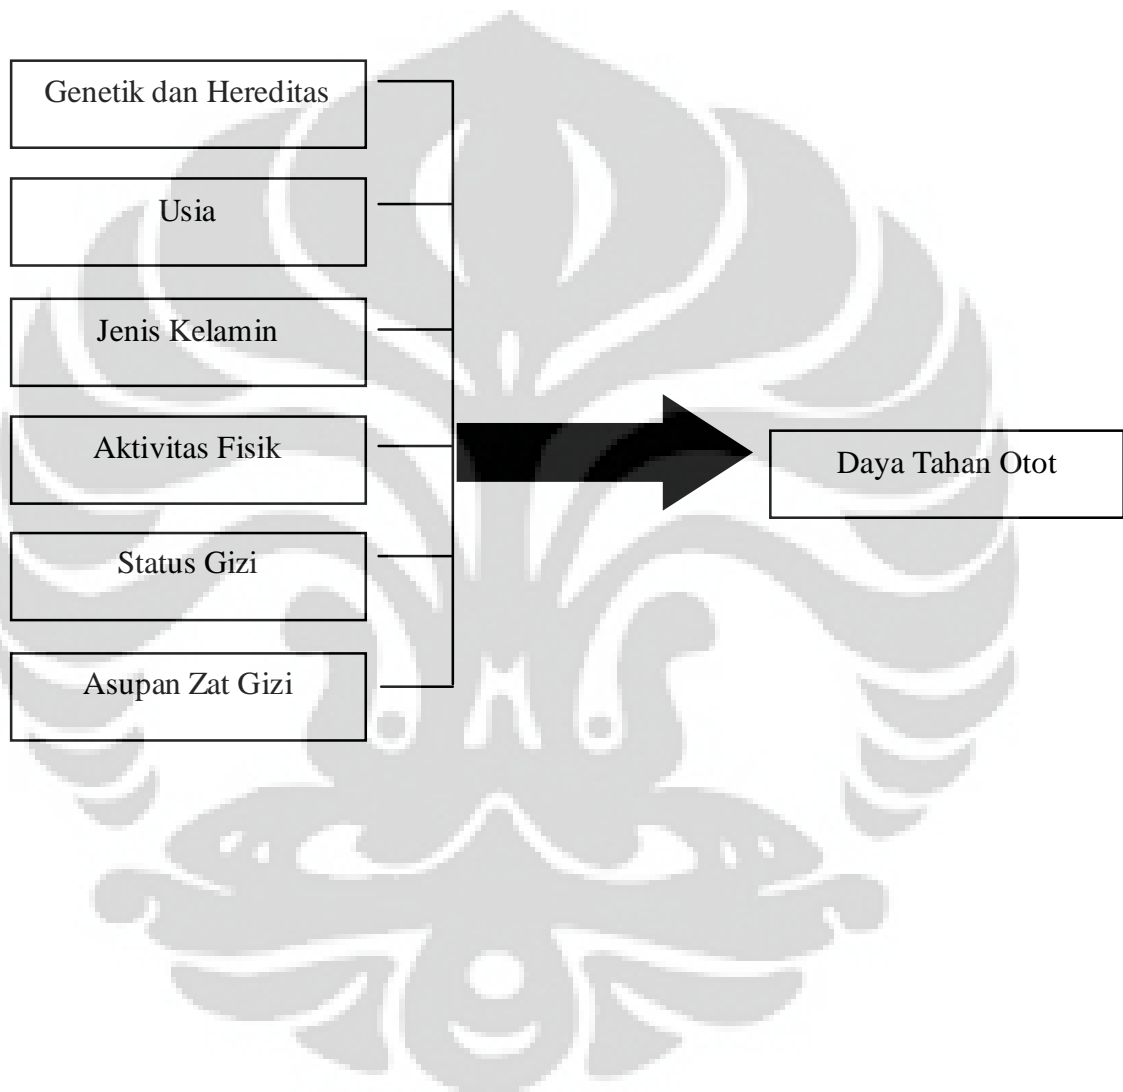 Genetik dan Hereditas
Usia
Jenis Kelamin
Aktivitas Fisik
Daya Tahan Otot
Status Gizi
Asupan Zat Gizi